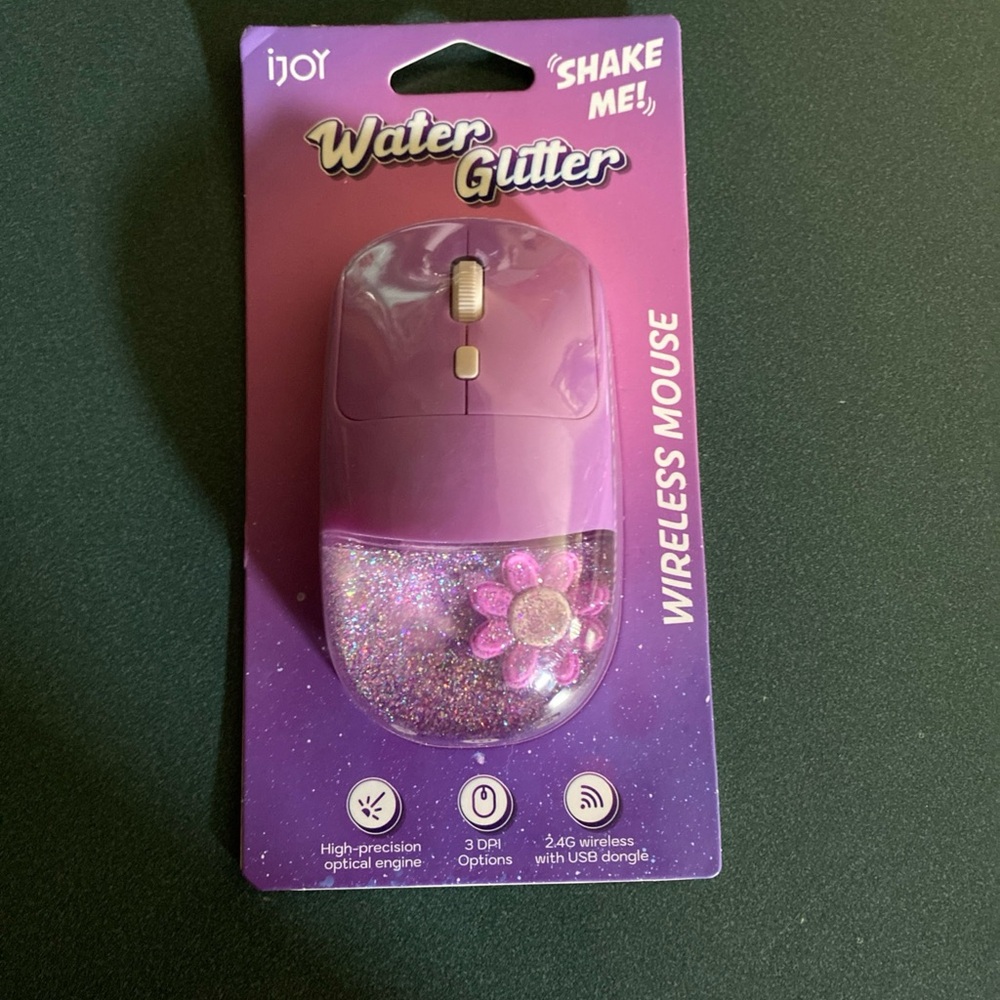 iJOY
SHAKE
ME!
Water
Glitter
WIRELESS MOUSE
High-precision
optical engine
3 DPI
Options
2.4G wireless
with USB dongle